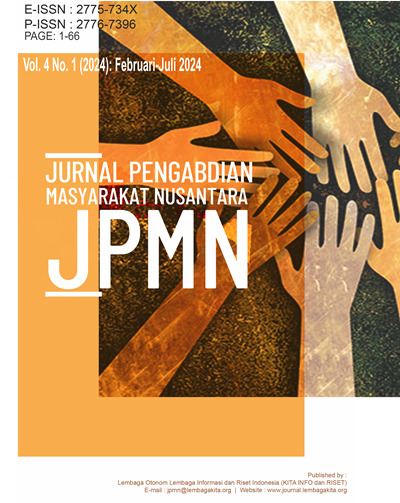 E-ISSN : 2775-734X
P-ISSN : 2776-7396
PAGE: 1-66
Vol. 4 No. 1 (2024): Februari-Juli 2024
JURNAL PENGABDIAN
MASYARAKAT NUSANTARA
JPMN
Published by :
Lembaga Otonom Lembaga Informasi dan Riset Indonesia (KITA INFO dan RISET)
E-mail : jpmn@lembagakita.org | Website : www.journal.lembagakita.org